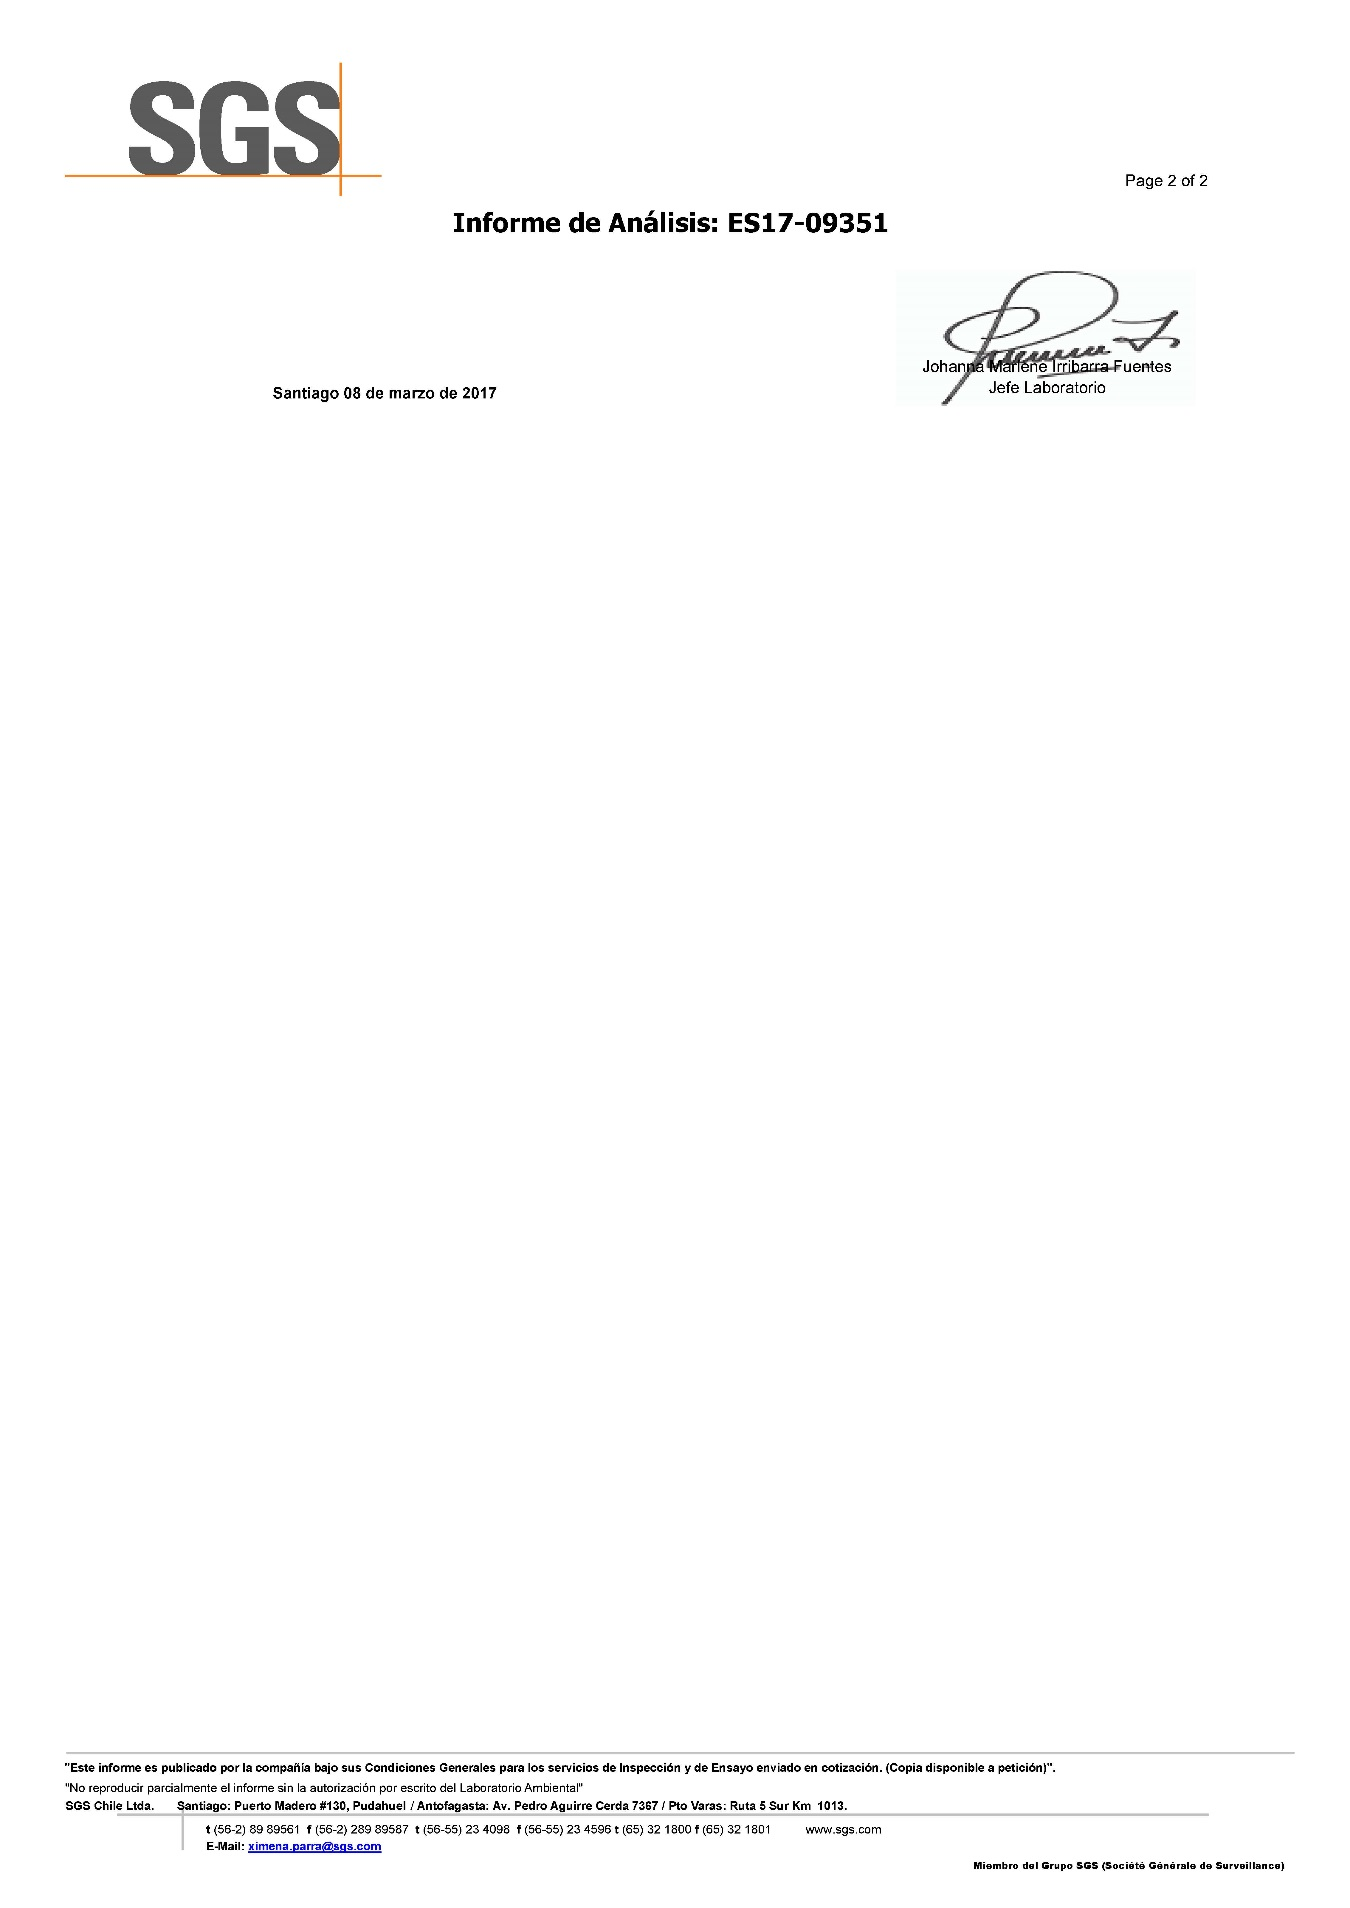 SGS
Page 2 of 2
Informe de Análisis: ES17-09351
Johanna Marlene Irribarra Fuentes
Jefe Laboratorio
Santiago 08 de marzo de 2017
"Este informe es publicado por la compañía bajo sus Condiciones Generales para los servicios de Inspección y de Ensayo enviado en cotización. (Copia disponible a petición)".
"No reproducir parcialmente el informe sin la autorización por escrito del Laboratorio Ambiental"
SGS Chile Ltda. Santiago: Puerto Madero #130, Pudahuel / Antofagasta: Av. Pedro Aguirre Cerda 7367 / Pto Varas: Ruta 5 Sur Km 1013.
t (56-2) 89 89561 f (56-2) 289 89587 t (56-55) 23 4098 f (56-55) 23 4596 t (65) 32 1800 f (65) 32 1801 www.sgs.com
E-Mail: ximena.parra@sgs.com
Miembro del Grupo SGS (Société Générale de Surveillance)